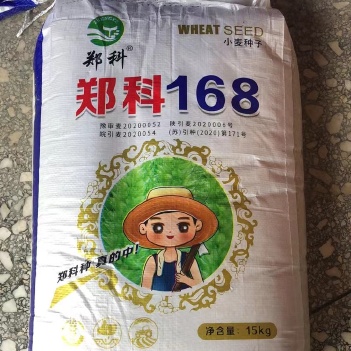 WHEAT SEED
小麦种子
郑科®
郑科168
豫审麦20200052 陕引麦2020006号
皖引麦2020054 (苏)引种(2020)第171号
郑科种 真的中!
净含量: 15kg